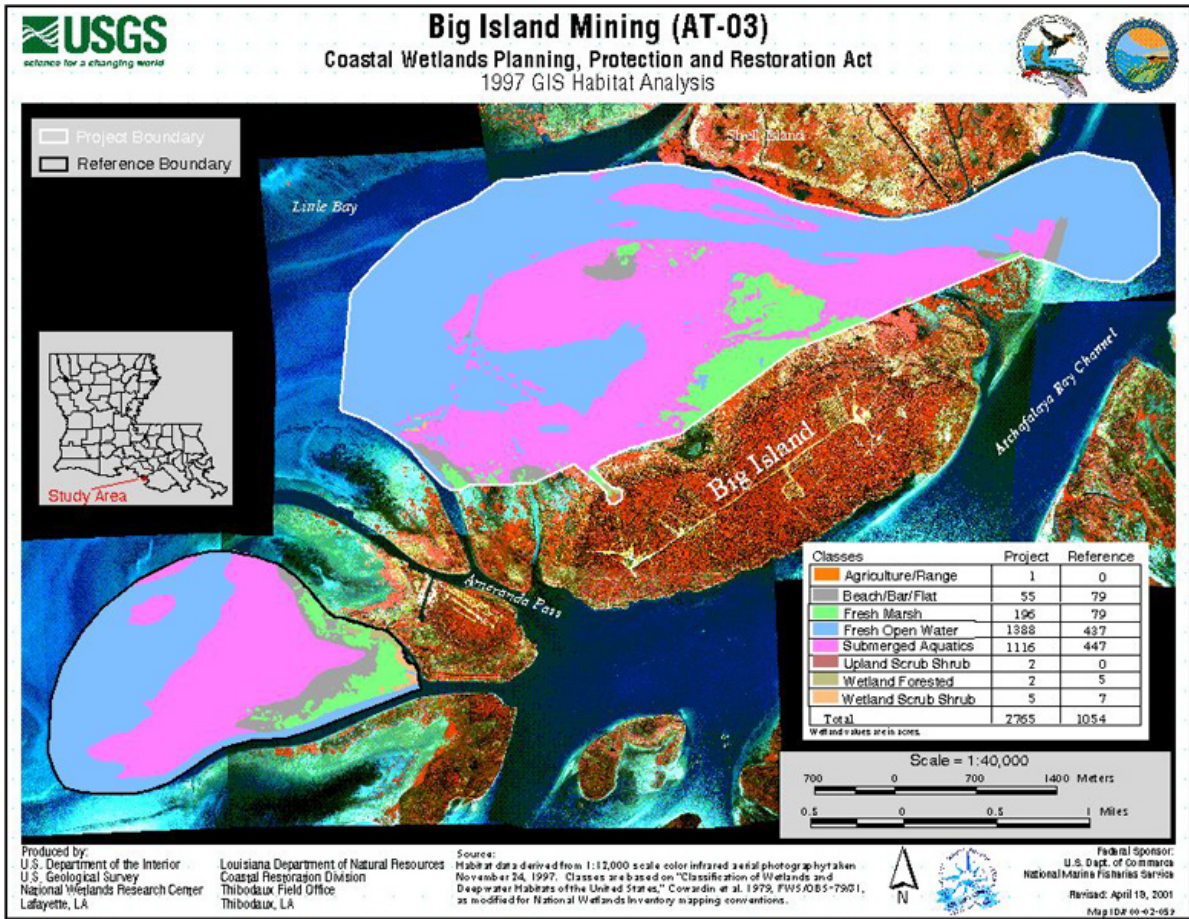 USGS
science for a changing world
Big Island Mining (AT-03)
Coastal Wetlands Planning, Protection and Restoration Act
1997 GIS Habitat Analysis
Project Boundary
Reference Boundary
Shell Island
Little Bay
Atchafalaya Bay Channel
Big Island
Study Area
Ameranda Pass
Classes Project Reference
Agriculture/Range 1 0
Beach/Bar/Flat 55 79
Fresh Marsh 196 79
Fresh Open Water 1388 437
Submerged Aquatics 1116 447
Upland Scrub Shrub 2 0
Wetland Forested 2 5
Wetland Scrub Shrub 5 7
Total 2765 1054
Wetland values are in acres.
Scale = 1:40,000
700 0 700 1400 Meters
0.5 0 0.5 1 Miles
Produced by:
U.S. Department of the Interior
U.S. Geological Survey
National Wetlands Research Center
Lafayette, LA
Louisiana Department of Natural Resources
Coastal Restoration Division
Thibodaux Field Office
Thibodaux, LA
Source:
Habitat data derived from 1:12,000 scale color infrared aerial photography taken
November 24, 1997. Classes are based on "Classification of Wetlands and
Deepwater Habitats of the United States," Cowardin et al. 1979, FWS/OBS-79/31,
as modified for National Wetlands Inventory mapping conventions.
N
Federal Sponsor:
U.S. Dept. of Commerce
National Marine Fisheries Service
Revised: April 19, 2001
Map ID#